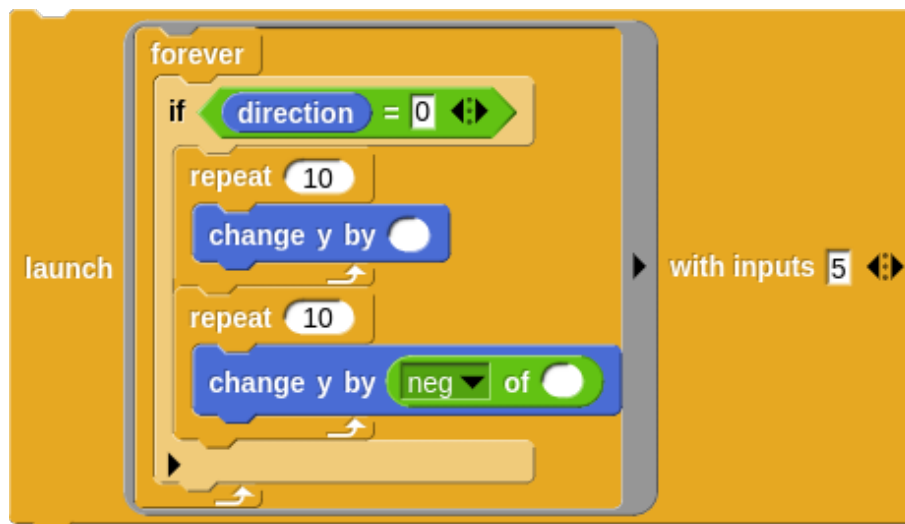 forever
if direction = 0
repeat 10
change y by
launch
with inputs 5
repeat 10
change y by neg of